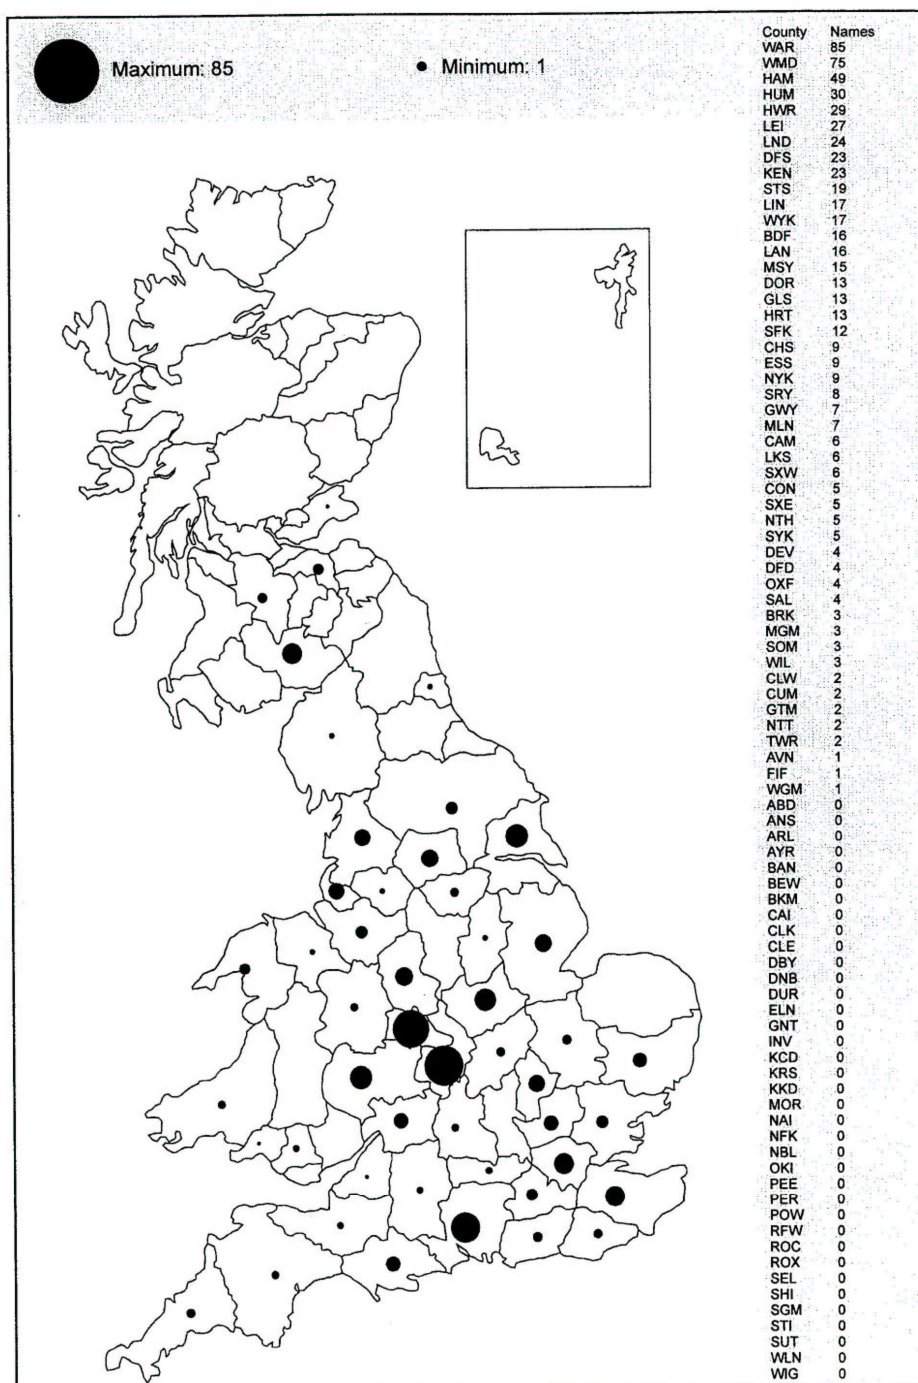 Maximum: 85
Minimum: 1
County Names
WAR 85
WMD 75
HAM 49
HUM 30
HWR 29
LEI 27
LND 24
DFS 23
KEN 23
STS 19
LIN 17
WYK 17
BDF 16
LAN 16
MSY 15
DOR 13
GLS 13
HRT 13
SFK 12
CHS 9
ESS 9
NYK 9
SRY 8
GWY 7
MLN 7
CAM 6
LKS 6
SXW 6
CON 5
SXE 5
NTH 5
SYK 5
DEV 4
DFD 4
OXF 4
SAL 4
BRK 3
MGM 3
SOM 3
WIL 3
CLW 2
CUM 2
GTM 2
NTT 2
TWR 2
AVN 1
FIF 1
WGM 1
ABD 0
ANS 0
ARL 0
AYR 0
BAN 0
BEW 0
BKM 0
CAI 0
CLK 0
CLE 0
DBY 0
DNB 0
DUR 0
ELN 0
GNT 0
INV 0
KCD 0
KRS 0
KKD 0
MOR 0
NAI 0
NFK 0
NBL 0
OKI 0
PEE 0
PER 0
POW 0
RFW 0
ROC 0
ROX 0
SEL 0
SHI 0
SGM 0
STI 0
SUT 0
WLN 0
WIG 0